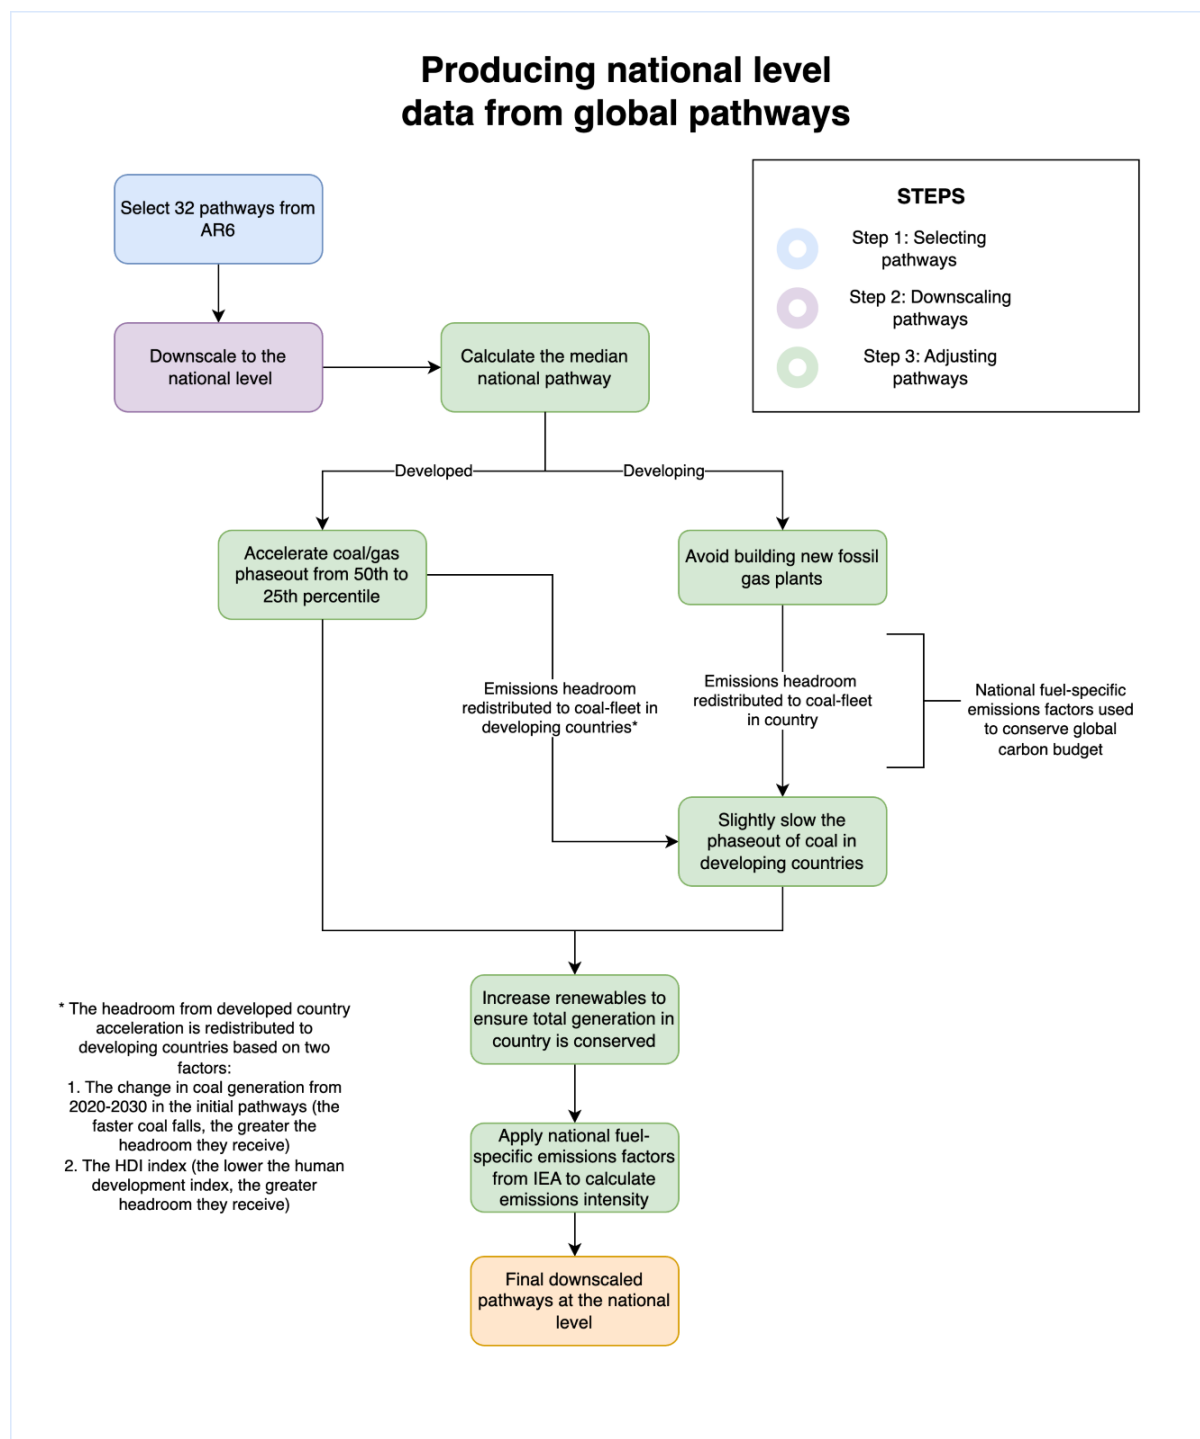 Producing national level
data from global pathways
Select 32 pathways from
AR6
STEPS
Step 1: Selecting
pathways
Step 2: Downscaling
pathways
Step 3: Adjusting
pathways
Downscale to the
national level
Calculate the median
national pathway
Developed
Developing
Accelerate coal/gas
phaseout from 50th to
25th percentile
Avoid building new fossil
gas plants
Emissions headroom
redistributed to coal-fleet in
developing countries*
Emissions headroom
redistributed to coal-fleet
in country
National fuel-specific
emissions factors used
to conserve global
carbon budget
Slightly slow the
phaseout of coal in
developing countries
Increase renewables to
ensure total generation in
country is conserved
* The headroom from developed country
acceleration is redistributed to
developing countries based on two
factors:
1. The change in coal generation from
2020-2030 in the initial pathways (the
faster coal falls, the greater the
headroom they receive)
2. The HDI index (the lower the human
development index, the greater
headroom they receive)
Apply national fuel-
specific emissions factors
from IEA to calculate
emissions intensity
Final downscaled
pathways at the national
level